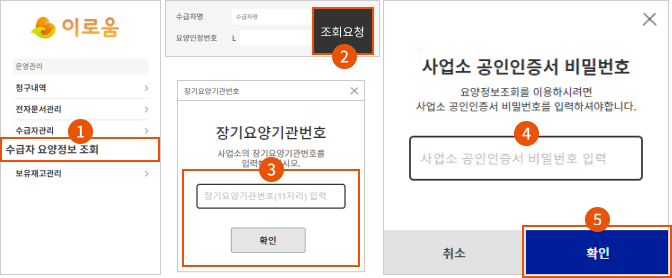 이로움
운영관리
청구내역
전자문서관리
1
수급자관리
수급자 요양정보 조회
보유재고관리
수급자명
수급자명
요양인정번호
L
조회요청
2
장기요양기관번호
장기요양기관번호
사업소의 장기요양기관번호를
3
장기요양기관번호(11자리) 입력
확인
사업소 공인인증서 비밀번호
요양정보조회를 이용하시려면
사업소 공인인증서 비밀번호를 입력하셔야합니다.
4
사업소 공인인증서 비밀번호 입력
5
취소
확인